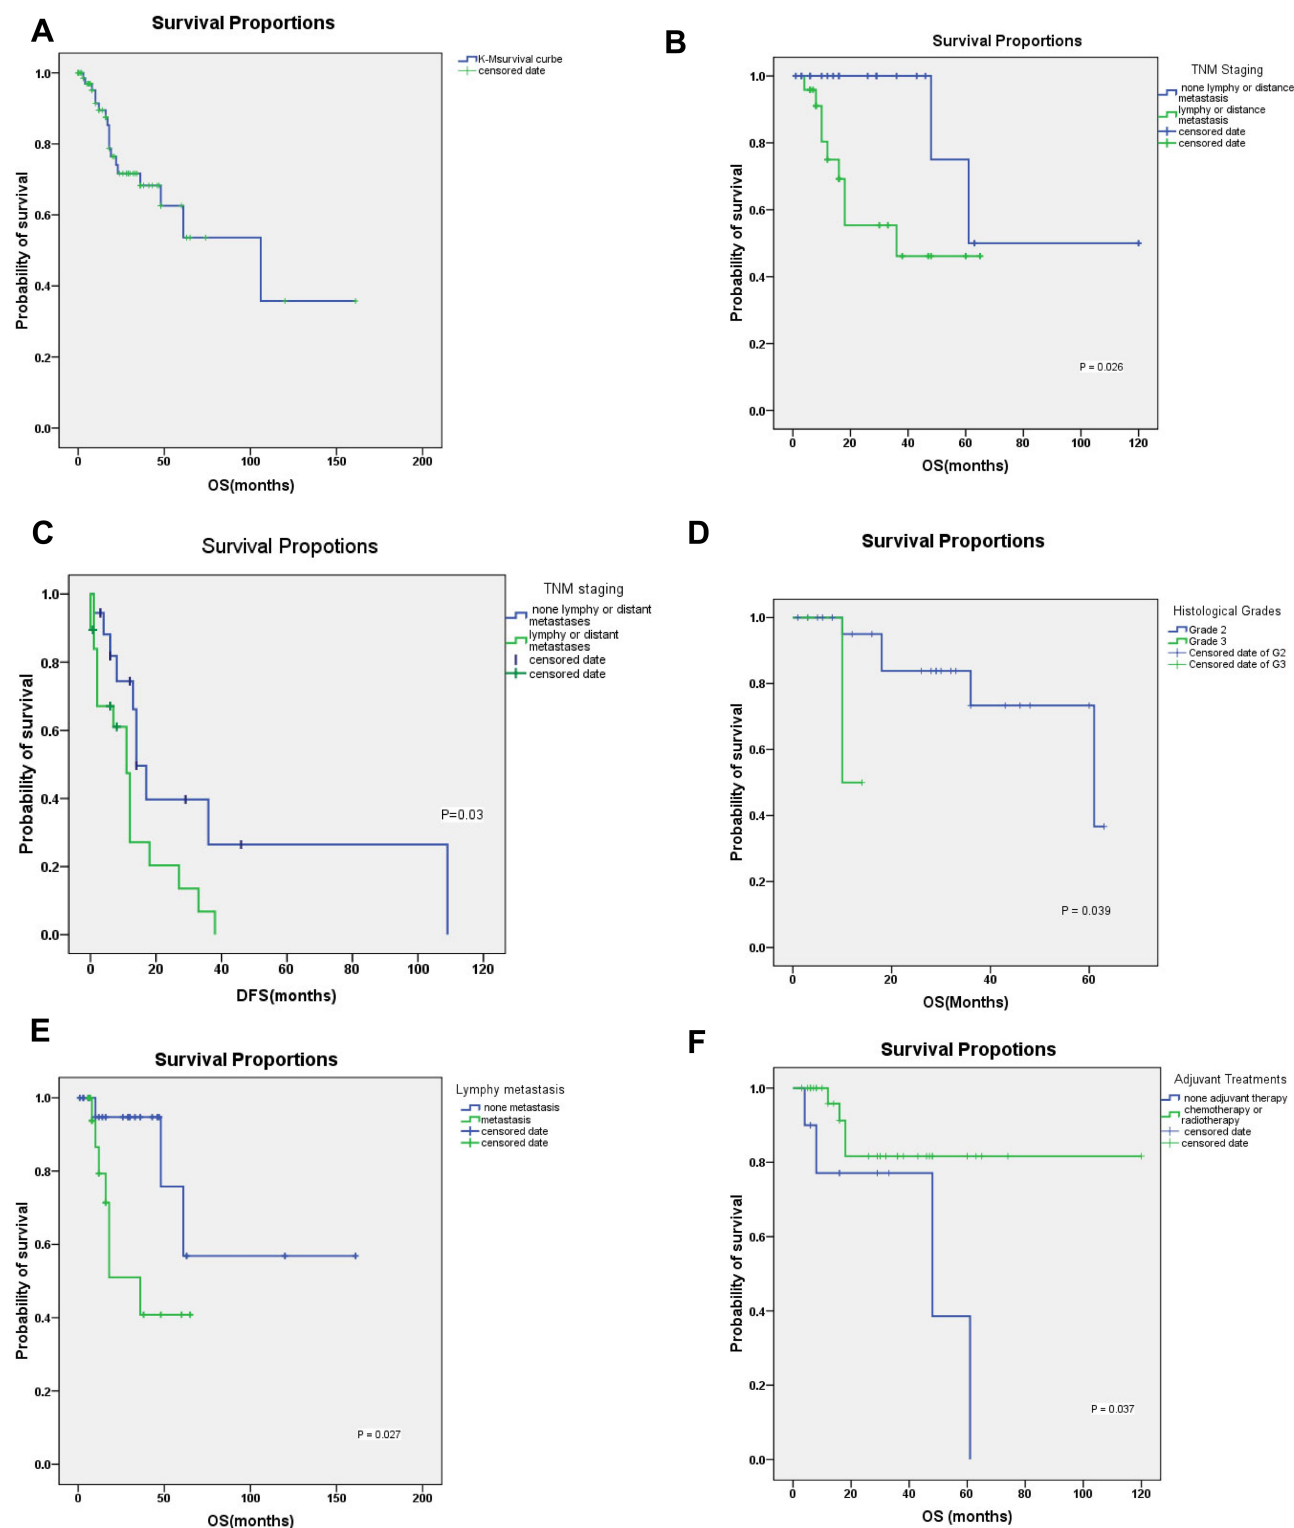 A
Survival Proportions
K-Msurvival curbe
censored date
1.0
0.8
0.6
0.4
0.2
0.0
Probability of survival
0 50 100 150 200
OS(months)
B
Survival Proportions
TNM Staging
none lymphy or distance
metastasis
lymphy or distance
metastasis
censored date
censored date
1.0
0.8
0.6
0.4
0.2
0.0
Probability of survival
P = 0.026
0 20 40 60 80 100 120
OS(months)
C
Survival Propotions
TNM staging
none lymphy or distant
metastases
lymphy or distant
metastases
censored date
censored date
1.0
0.8
0.6
0.4
0.2
0.0
Probability of survival
P=0.03
0 20 40 60 80 100 120
DFS(months)
D
Survival Proportions
Histological Grades
Grade 2
Grade 3
Censored date of G2
Censored date of G3
1.0
0.8
0.6
0.4
0.2
0.0
Probability of survival
P = 0.039
0 20 40 60
OS(Months)
E
Survival Proportions
Lymphy metastasis
none metastasis
metastasis
censored date
censored date
1.0
0.8
0.6
0.4
0.2
0.0
Probability of survival
P = 0.027
0 50 100 150 200
OS(months)
F
Survival Propotions
Adjuvant Treatments
none adjuvant therapy
chemotherapy or
radiotherapy
censored date
censored date
1.0
0.8
0.6
0.4
0.2
0.0
Probability of survival
P = 0.037
0 20 40 60 80 100 120
OS (months)